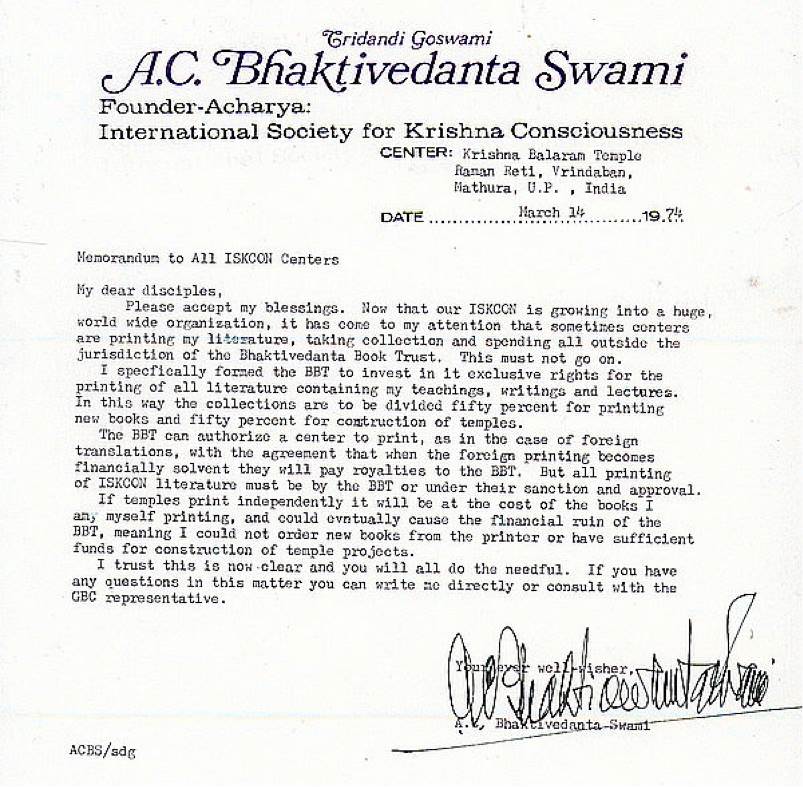 Tridandi Goswami
A.C. Bhaktivedanta Swami
Founder-Acharya:
International Society for Krishna Consciousness
CENTER: Krishna Balaram Temple
Raman Reti, Vrindaban,
Mathura, U.P. , India
DATE ..............March 14..........1974
Memorandum to All ISKCON Centers
My dear disciples,
Please accept my blessings. Now that our ISKCON is growing into a huge,
world wide organization, it has come to my attention that sometimes centers
are printing my literature, taking collection and spending all outside the
jurisdiction of the Bhaktivedanta Book Trust. This must not go on.
I specfically formed the BBT to invest in it exclusive rights for the
printing of all literature containing my teachings, writings and lectures.
In this way the collections are to be divided fifty percent for printing
new books and fifty percent for comtruction of temples.
The BBT can authorize a center to print, as in the case of foreign
translations, with the agreement that when the foreign printing becomes
financially solvent they will pay royalties to the BBT. But all printing
of ISKCON literature must be by the BBT or under their sanction and approval.
If temples print independently it will be at the cost of the books I
am, myself printing, and could evntually cause the financial ruin of the
BBT, meaning I could not order new books from the printer or have sufficient
funds for construction of temple projects.
I trust this is now clear and you will all do the needful. If you have
any questions in this matter you can write me directly or consult with the
GBC representative.
Your ever well-wisher,
A.C. Bhaktivedanta Swami
A.C. Bhaktivedanta Swami
ACBS/sdg